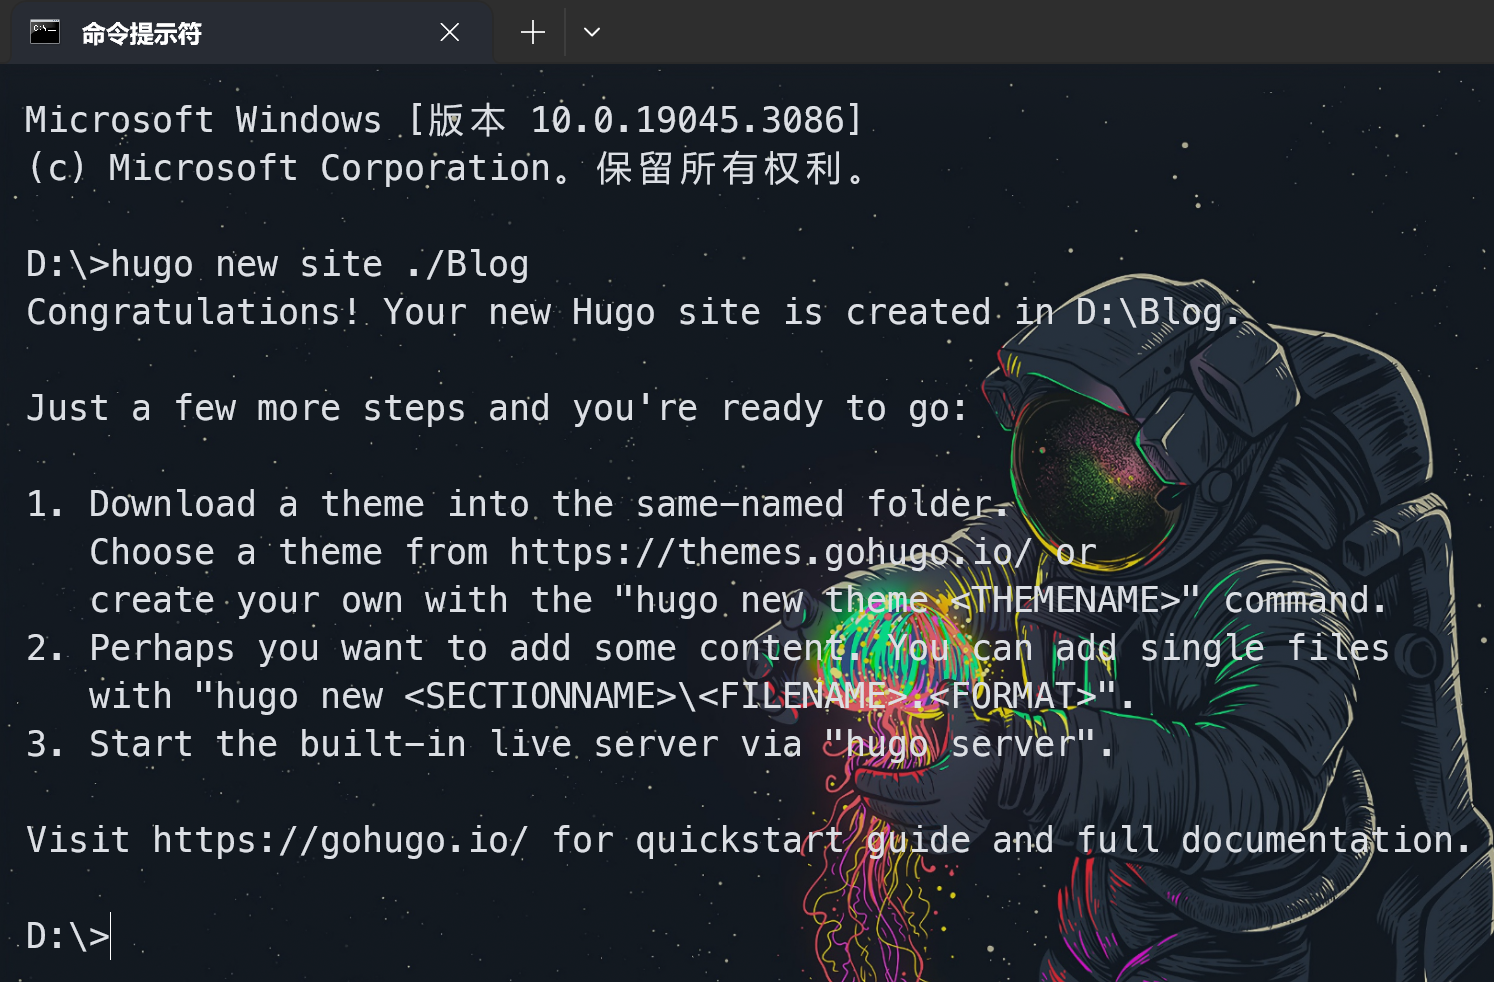 命令提示符
Microsoft Windows [版本 10.0.19045.3086]
(c) Microsoft Corporation。保留所有权利。
D:\>hugo new site ./Blog
Congratulations! Your new Hugo site is created in D:\Blog.
Just a few more steps and you're ready to go:
1. Download a theme into the same-named folder.
Choose a theme from https://themes.gohugo.io/ or
create your own with the "hugo new theme <THEMENAME>" command.
2. Perhaps you want to add some content. You can add single files
with "hugo new <SECTIONNAME>\<FILENAME>.<FORMAT>".
3. Start the built-in live server via "hugo server".
Visit https://gohugo.io/ for quickstart guide and full documentation.
D:\>